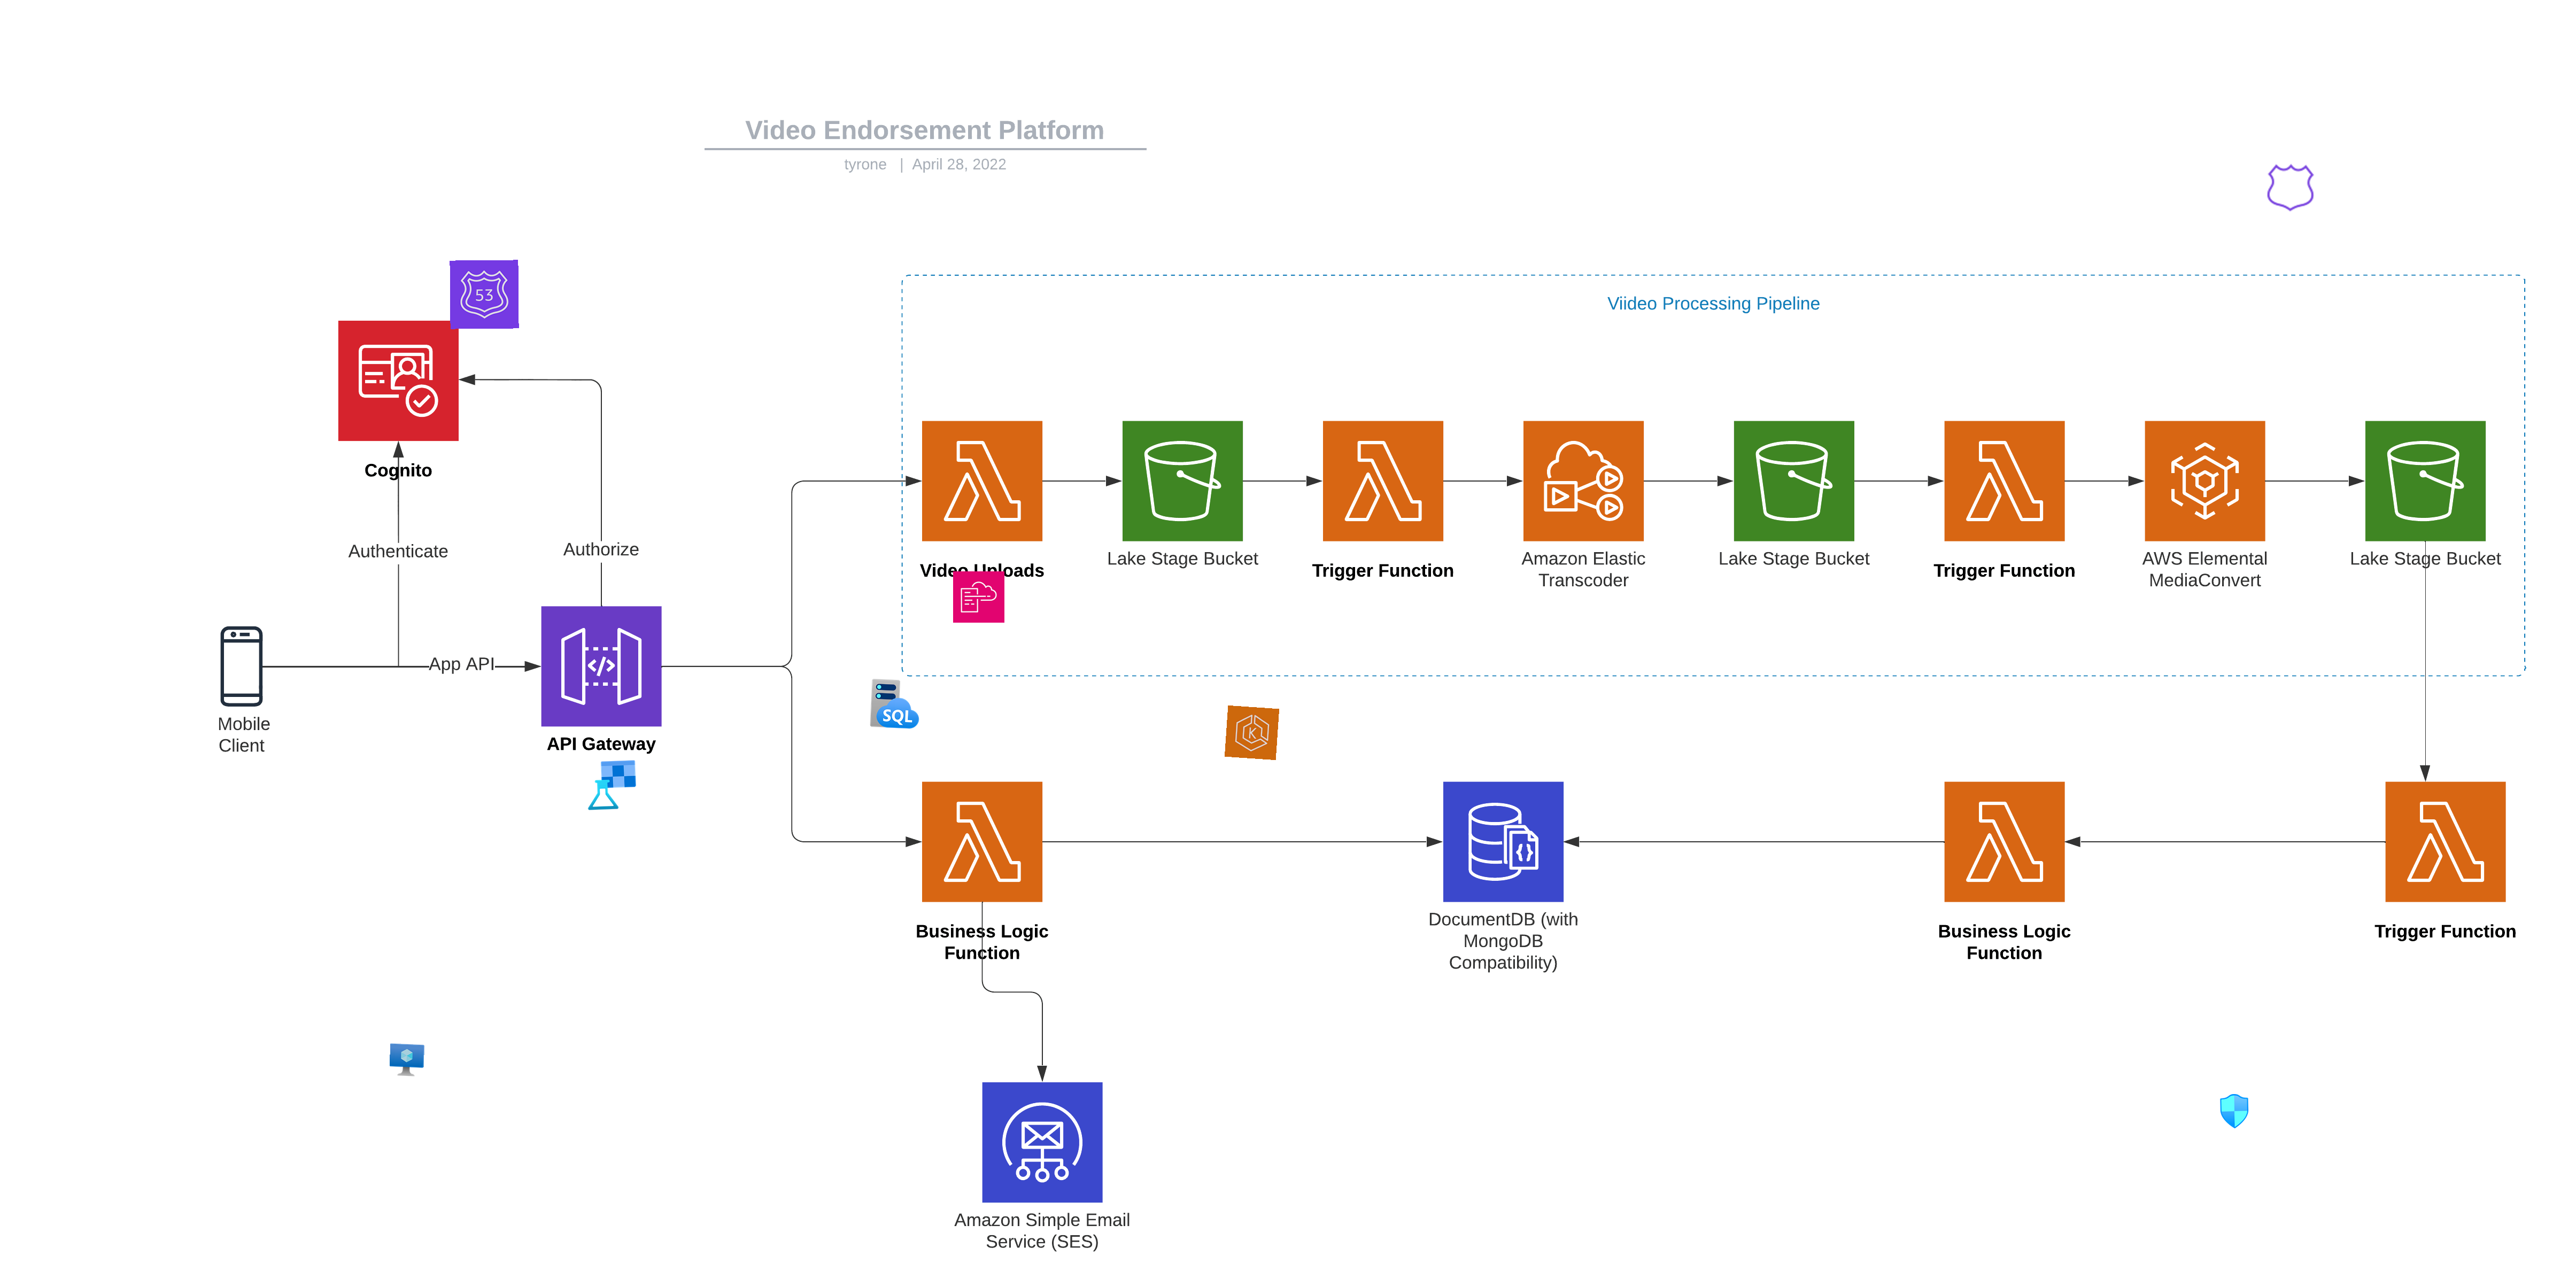 Video Endorsement Platform
tyrone | April 28, 2022
53
Viideo Processing Pipeline
Cognito
Authenticate
Authorize
Video Uploads
Lake Stage Bucket
Trigger Function
Amazon Elastic
Transcoder
Lake Stage Bucket
Trigger Function
AWS Elemental
MediaConvert
Lake Stage Bucket
App API
Mobile
Client
API Gateway
SQL
K
Business Logic
Function
DocumentDB (with
MongoDB
Compatibility)
Business Logic
Function
Trigger Function
Amazon Simple Email
Service (SES)